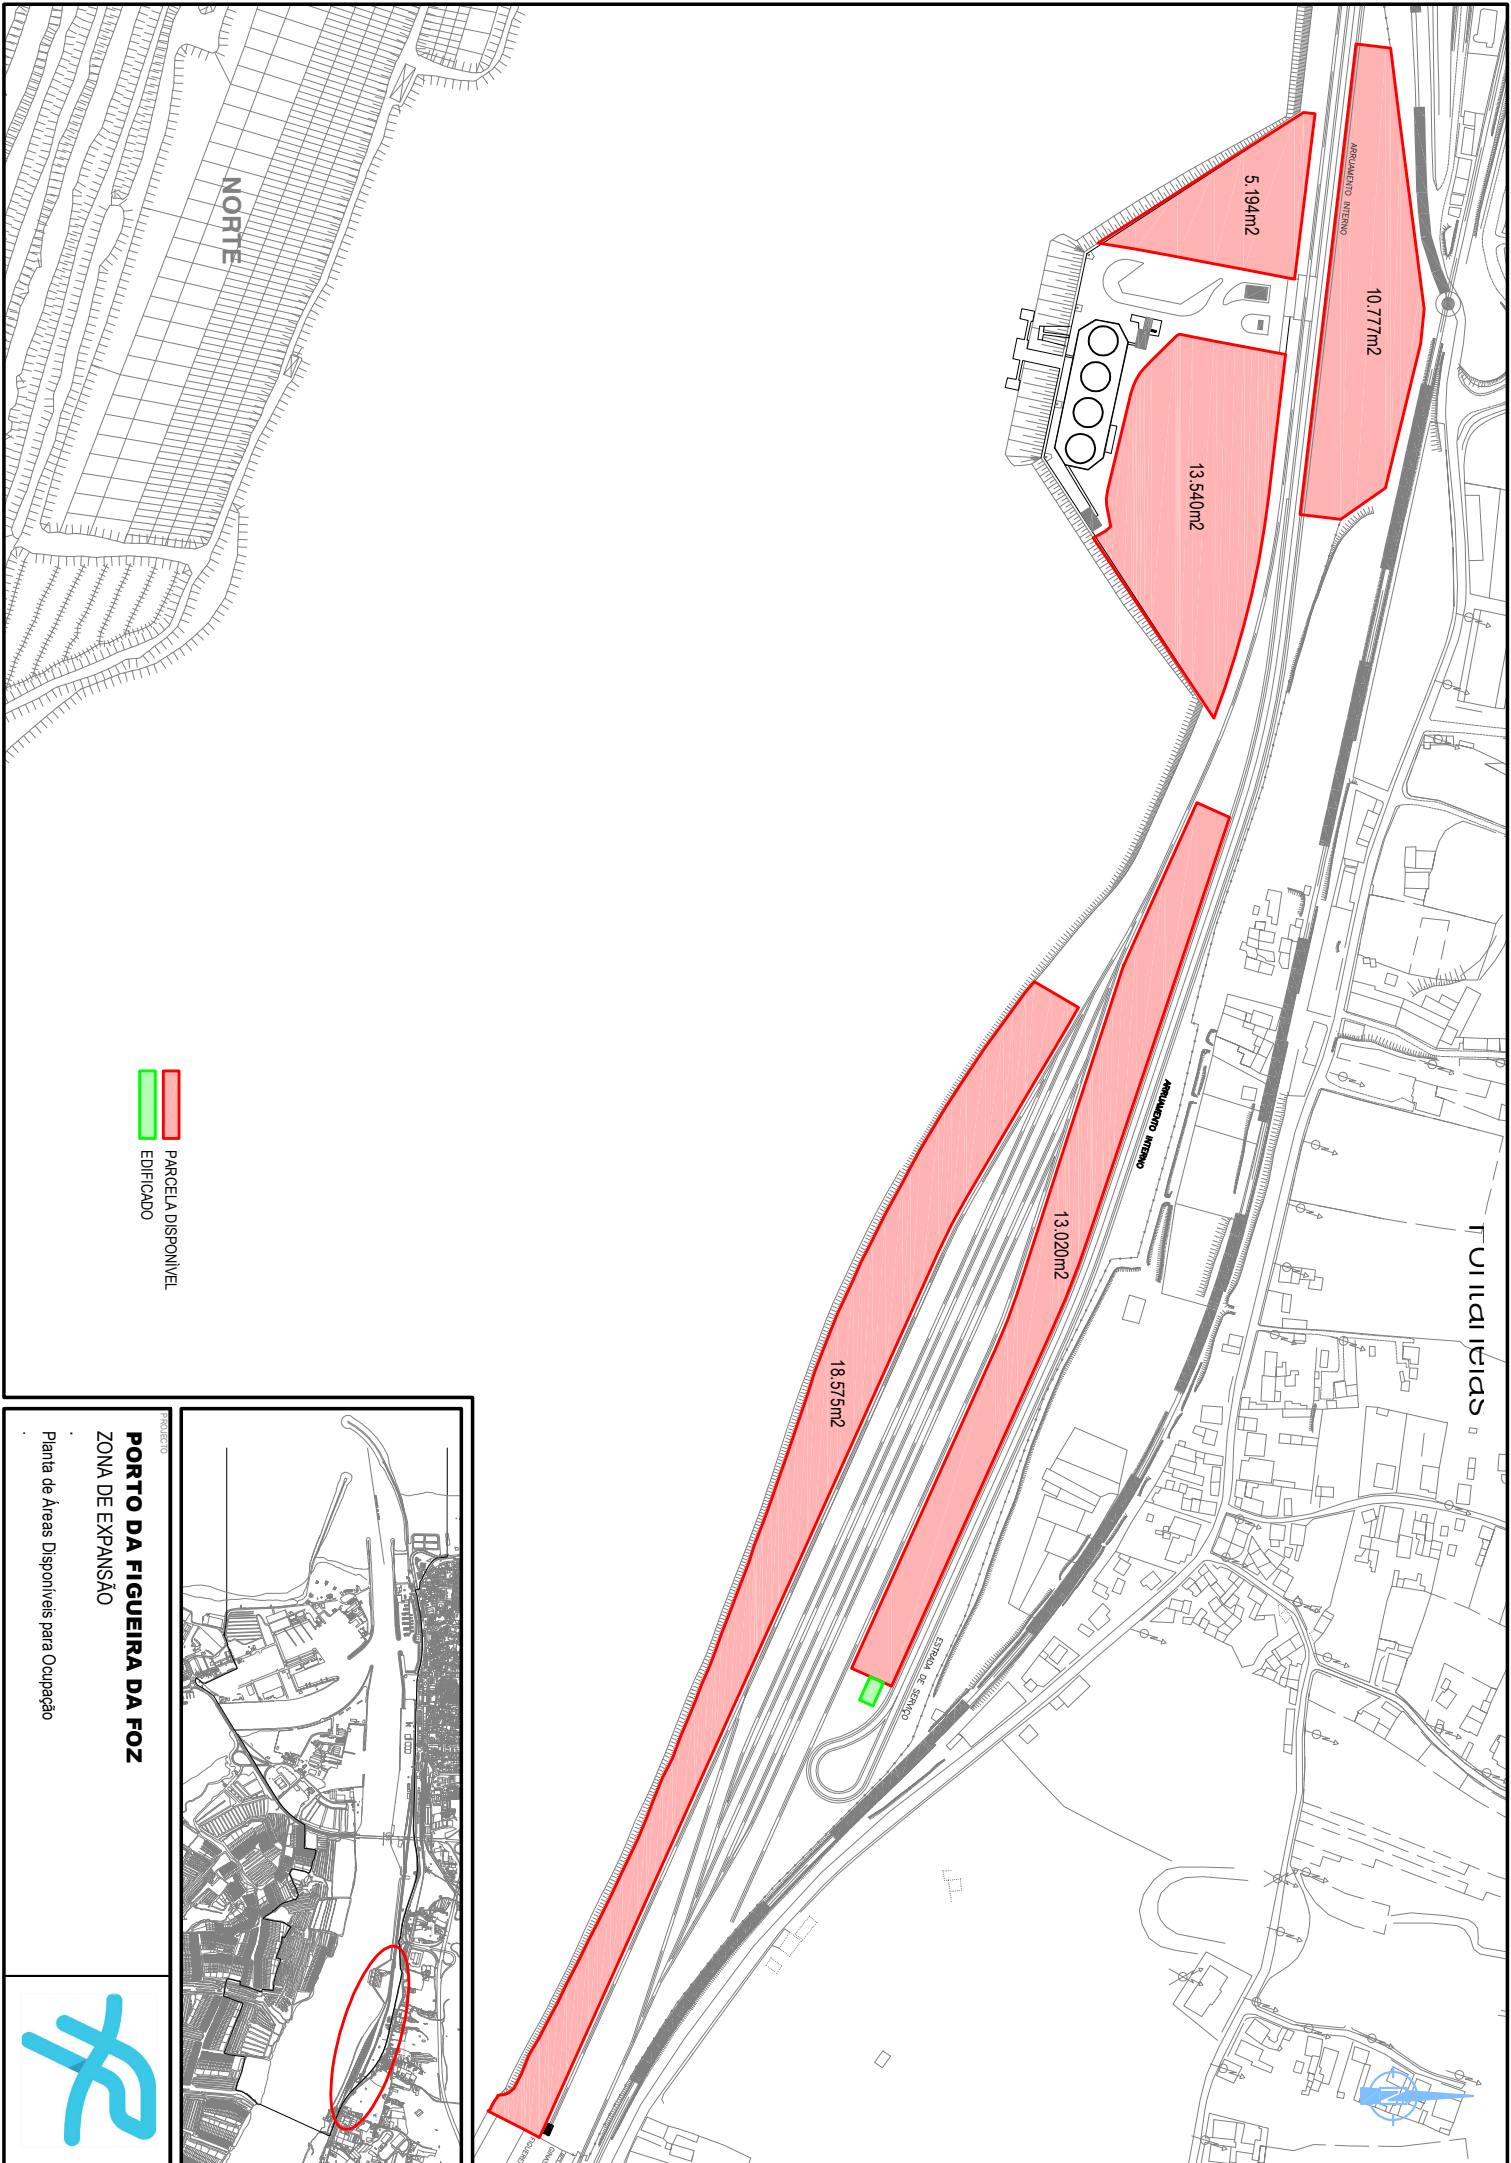 Fontanelas
10.777m2
ARRUAMENTO INTERNO
5.194m2
13.540m2
NORTE
ARRUAMENTO INTERNO
13.020m2
18.575m2
ESTRADA DE SERVIÇO
PARCELA DISPONÍVEL
EDIFICADO
PROJECTO
PORTO DA FIGUEIRA DA FOZ
ZONA DE EXPANSÃO
.
Planta de Áreas Disponíveis para Ocupação
.
N